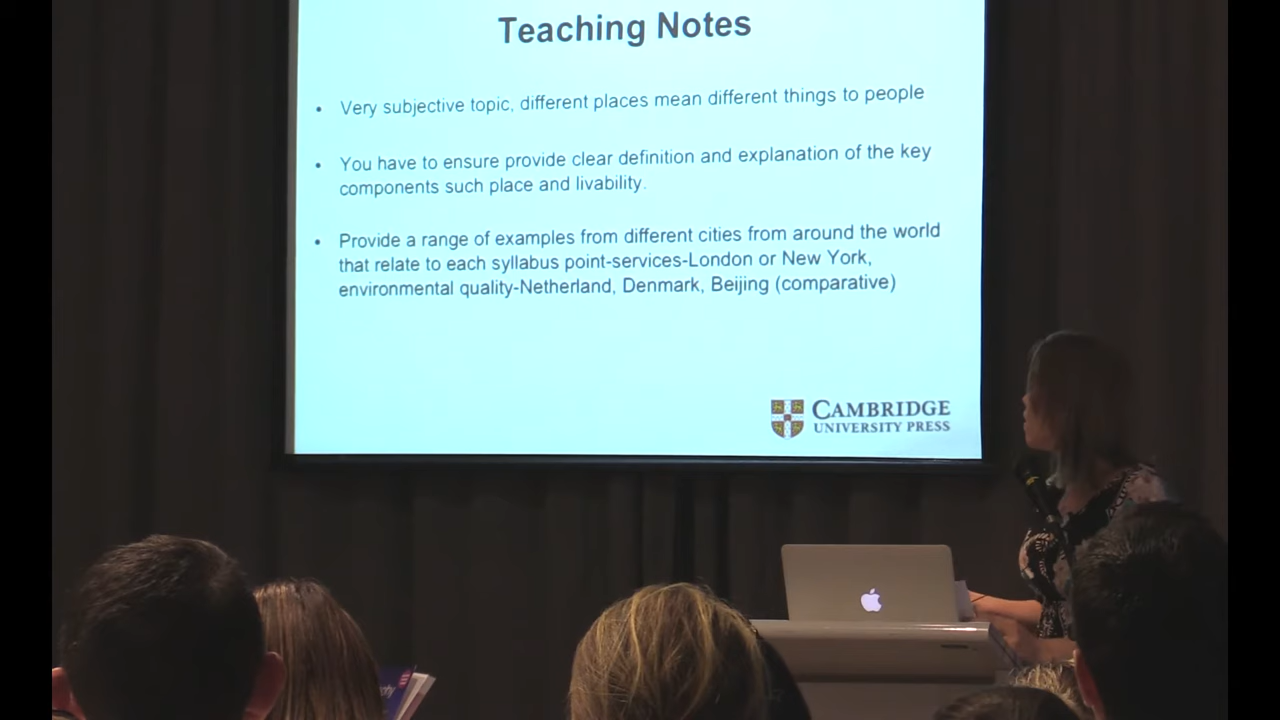 Teaching Notes
• Very subjective topic, different places mean different things to people
• You have to ensure provide clear definition and explanation of the key
components such place and livability.
• Provide a range of examples from different cities from around the world
that relate to each syllabus point-services-London or New York,
environmental quality-Netherland, Denmark, Beijing (comparative)
CAMBRIDGE
UNIVERSITY PRESS